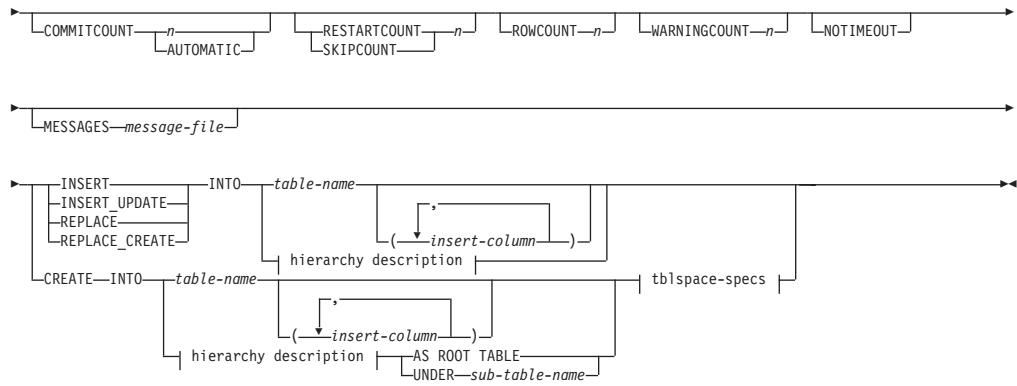 COMMITCOUNT n RESTARTCOUNT n ROWCOUNT n WARNINGCOUNT n NOTIMEOUT
AUTOMATIC SKIPCOUNT
MESSAGES message-file
INSERT INTO table-name
INSERT_UPDATE ,
REPLACE ( insert-column )
REPLACE_CREATE
hierarchy description
CREATE INTO table-name tblspace-specs
,
( insert-column )
hierarchy description AS ROOT TABLE
UNDER sub-table-name